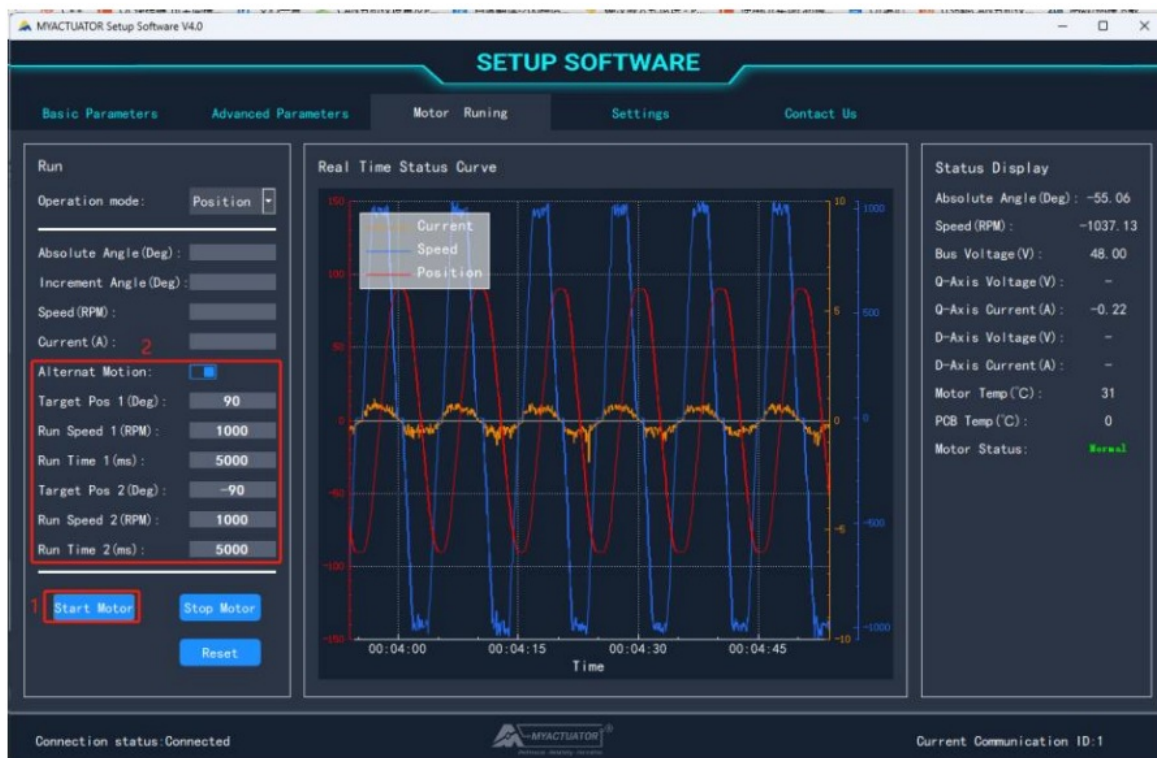 MYACTUATOR Setup Software V4.0
SETUP SOFTWARE
Basic Parameters
Advanced Parameters
Motor Runing
Settings
Contact Us
Run
Operation mode: Position
Absolute Angle(Deg):
Increment Angle(Deg):
Speed(RPM):
Current(A):
2
Alternat Motion:
Target Pos 1(Deg): 90
Run Speed 1(RPM): 1000
Run Time 1(ms): 5000
Target Pos 2(Deg): -90
Run Speed 2(RPM): 1000
Run Time 2(ms): 5000
1
Start Motor
Stop Motor
Reset
Real Time Status Curve
Current
Speed
Position
150
100
50
0
-50
-100
-150
10
5
0
-5
-10
1000
500
0
-500
-1000
00:04:00
00:04:15
00:04:30
00:04:45
Time
Status Display
Absolute Angle(Deg): -55.06
Speed(RPM): -1037.13
Bus Voltage(V): 48.00
Q-Axis Voltage(V): -
Q-Axis Current(A): -0.22
D-Axis Voltage(V): -
D-Axis Current(A): -
Motor Temp(℃): 31
PCB Temp(℃): 0
Motor Status: Normal
Connection status:Connected
MYACTUATOR
Current Communication ID:1